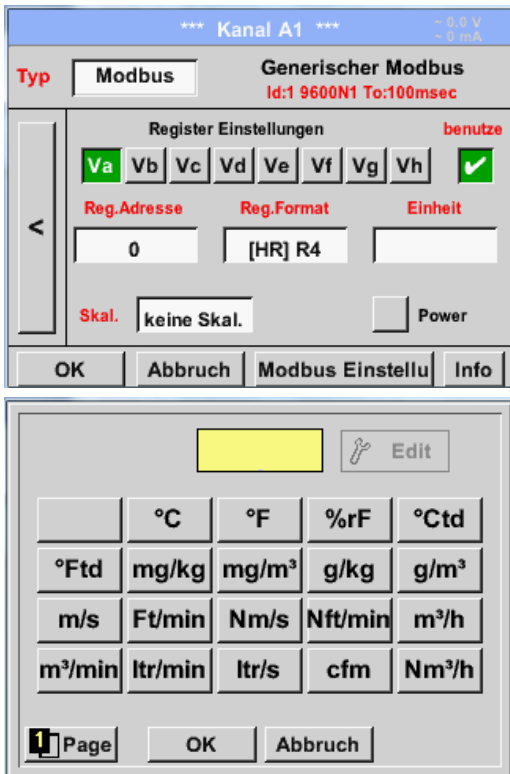 *** Kanal A1 ***
~ 0.0 V
~ 0 mA
Typ Modbus Generischer Modbus
Id:1 9600N1 To:100msec
Register Einstellungen benutze
Va Vb Vc Vd Ve Vf Vg Vh ✔
<
Reg.Adresse Reg.Format Einheit
0 [HR] R4
Skal. keine Skal. Power
OK Abbruch Modbus Einstellu Info
Edit
°C °F %rF °Ctd
°Ftd mg/kg mg/m³ g/kg g/m³
m/s Ft/min Nm/s Nft/min m³/h
m³/min ltr/min ltr/s cfm Nm³/h
1 Page OK Abbruch